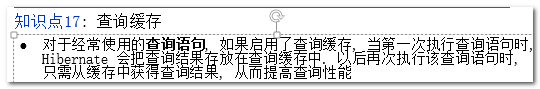 知识点17: 查询缓存
● 对于经常使用的查询语句, 如果启用了查询缓存, 当第一次执行查询语句时,
Hibernate 会把查询结果存放在查询缓存中. 以后再次执行该查询语句时,
只需从缓存中获得查询结果, 从而提高查询性能